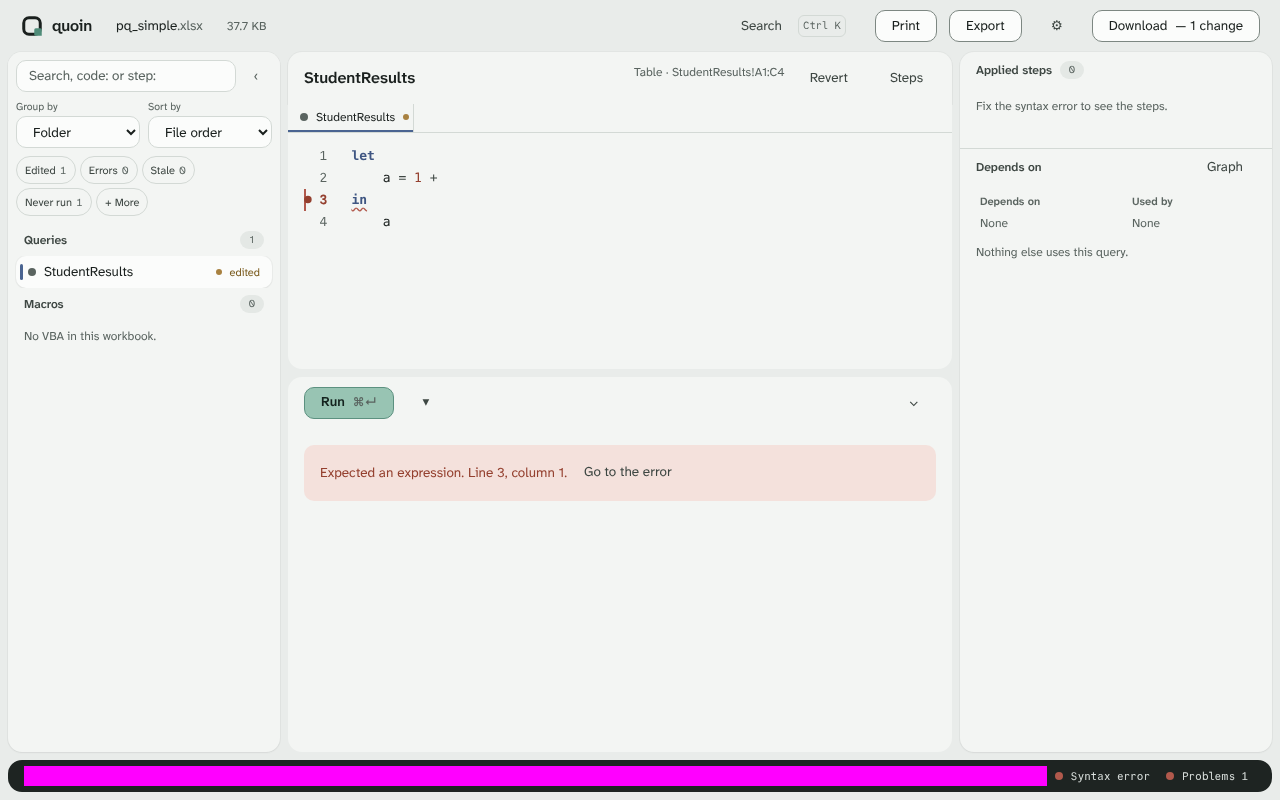 quoin pq_simple.xlsx 37.7 KB Search Ctrl K Print Export ⚙ Download — 1 change
Search, code: or step: ‹
Group by Sort by
Folder File order
Edited 1 Errors 0 Stale 0
Never run 1 + More
Queries 1
StudentResults edited
Macros 0
No VBA in this workbook.
StudentResults Table · StudentResults!A1:C4 Revert Steps
StudentResults
1 let
2 a = 1 +
3 in
4 a
Run ⌘↵ ▼
Expected an expression. Line 3, column 1. Go to the error
Applied steps 0
Fix the syntax error to see the steps.
Depends on Graph
Depends on Used by
None None
Nothing else uses this query.
Syntax error Problems 1